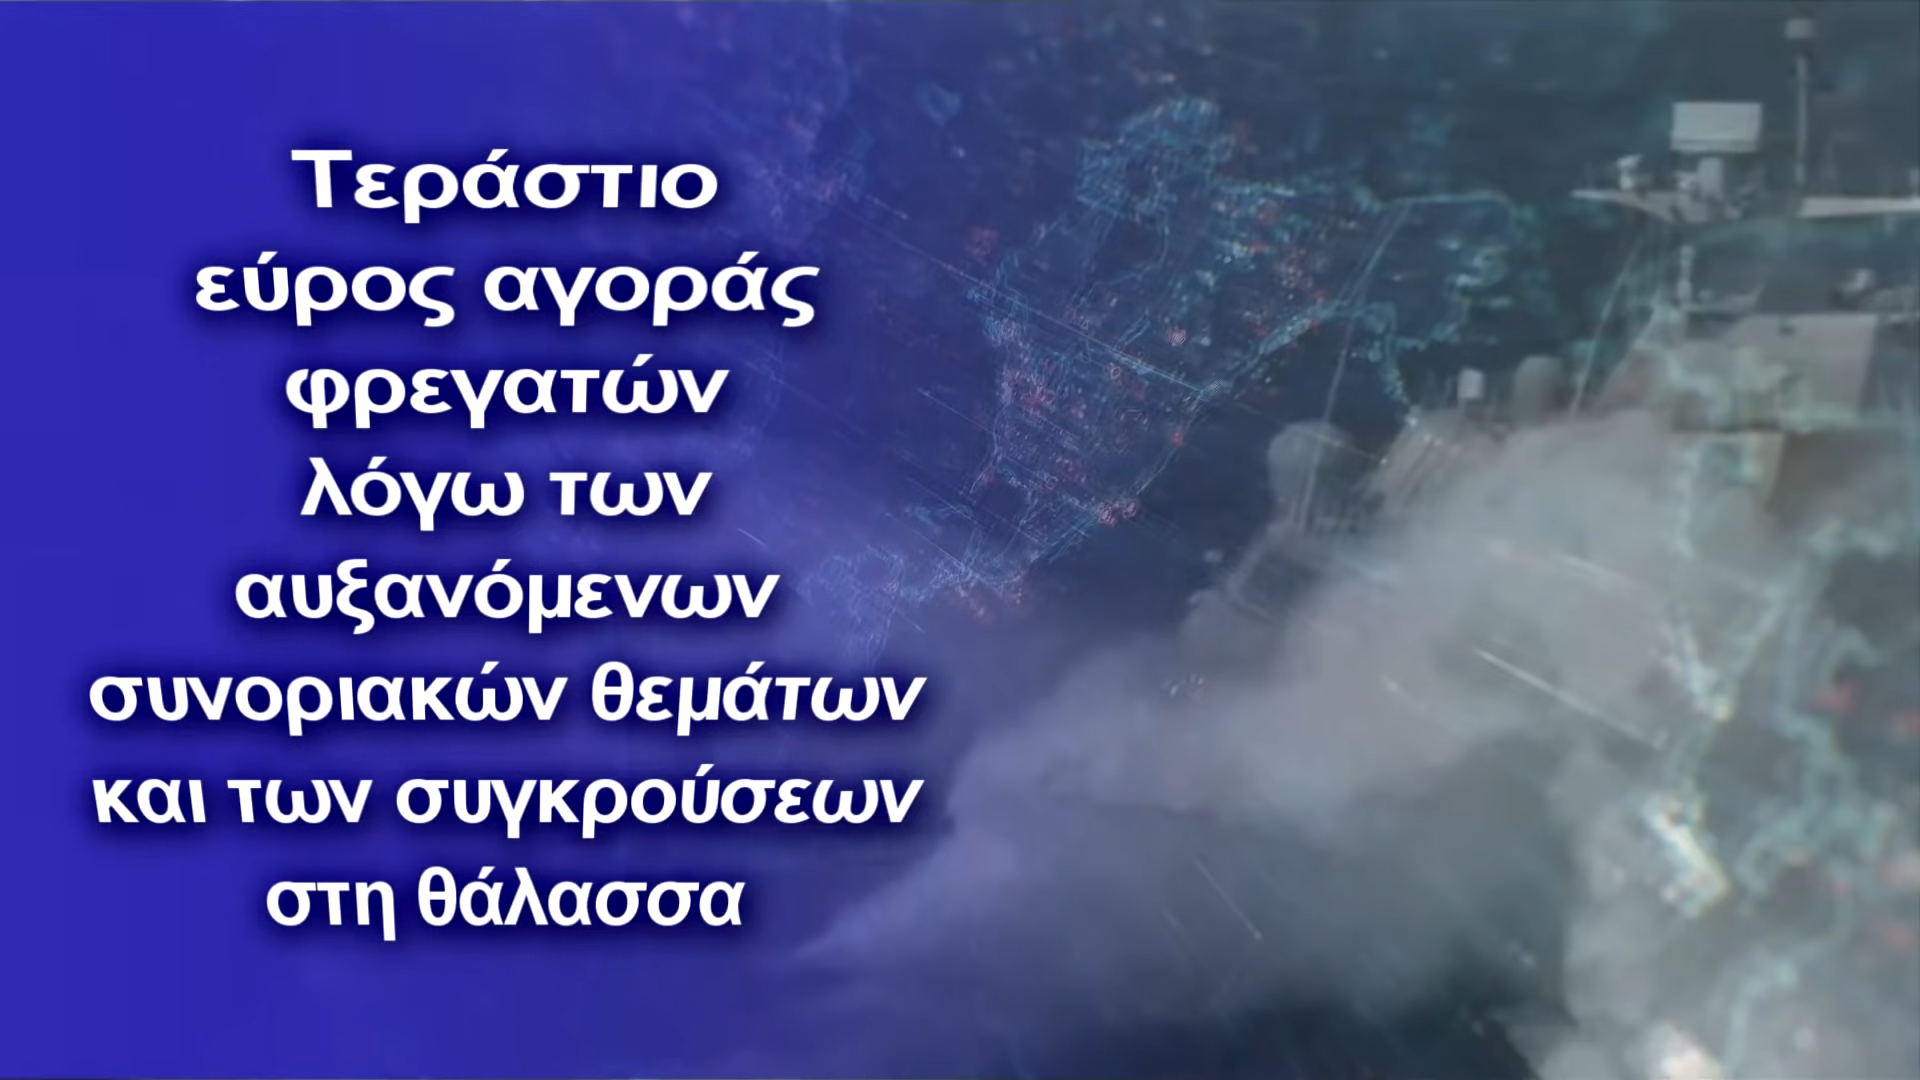 Τεράστιο
εύρος αγοράς
φρεγατών
λόγω των
αυξανόμενων
συνοριακών θεμάτων
και των συγκρούσεων
στη θάλασσα